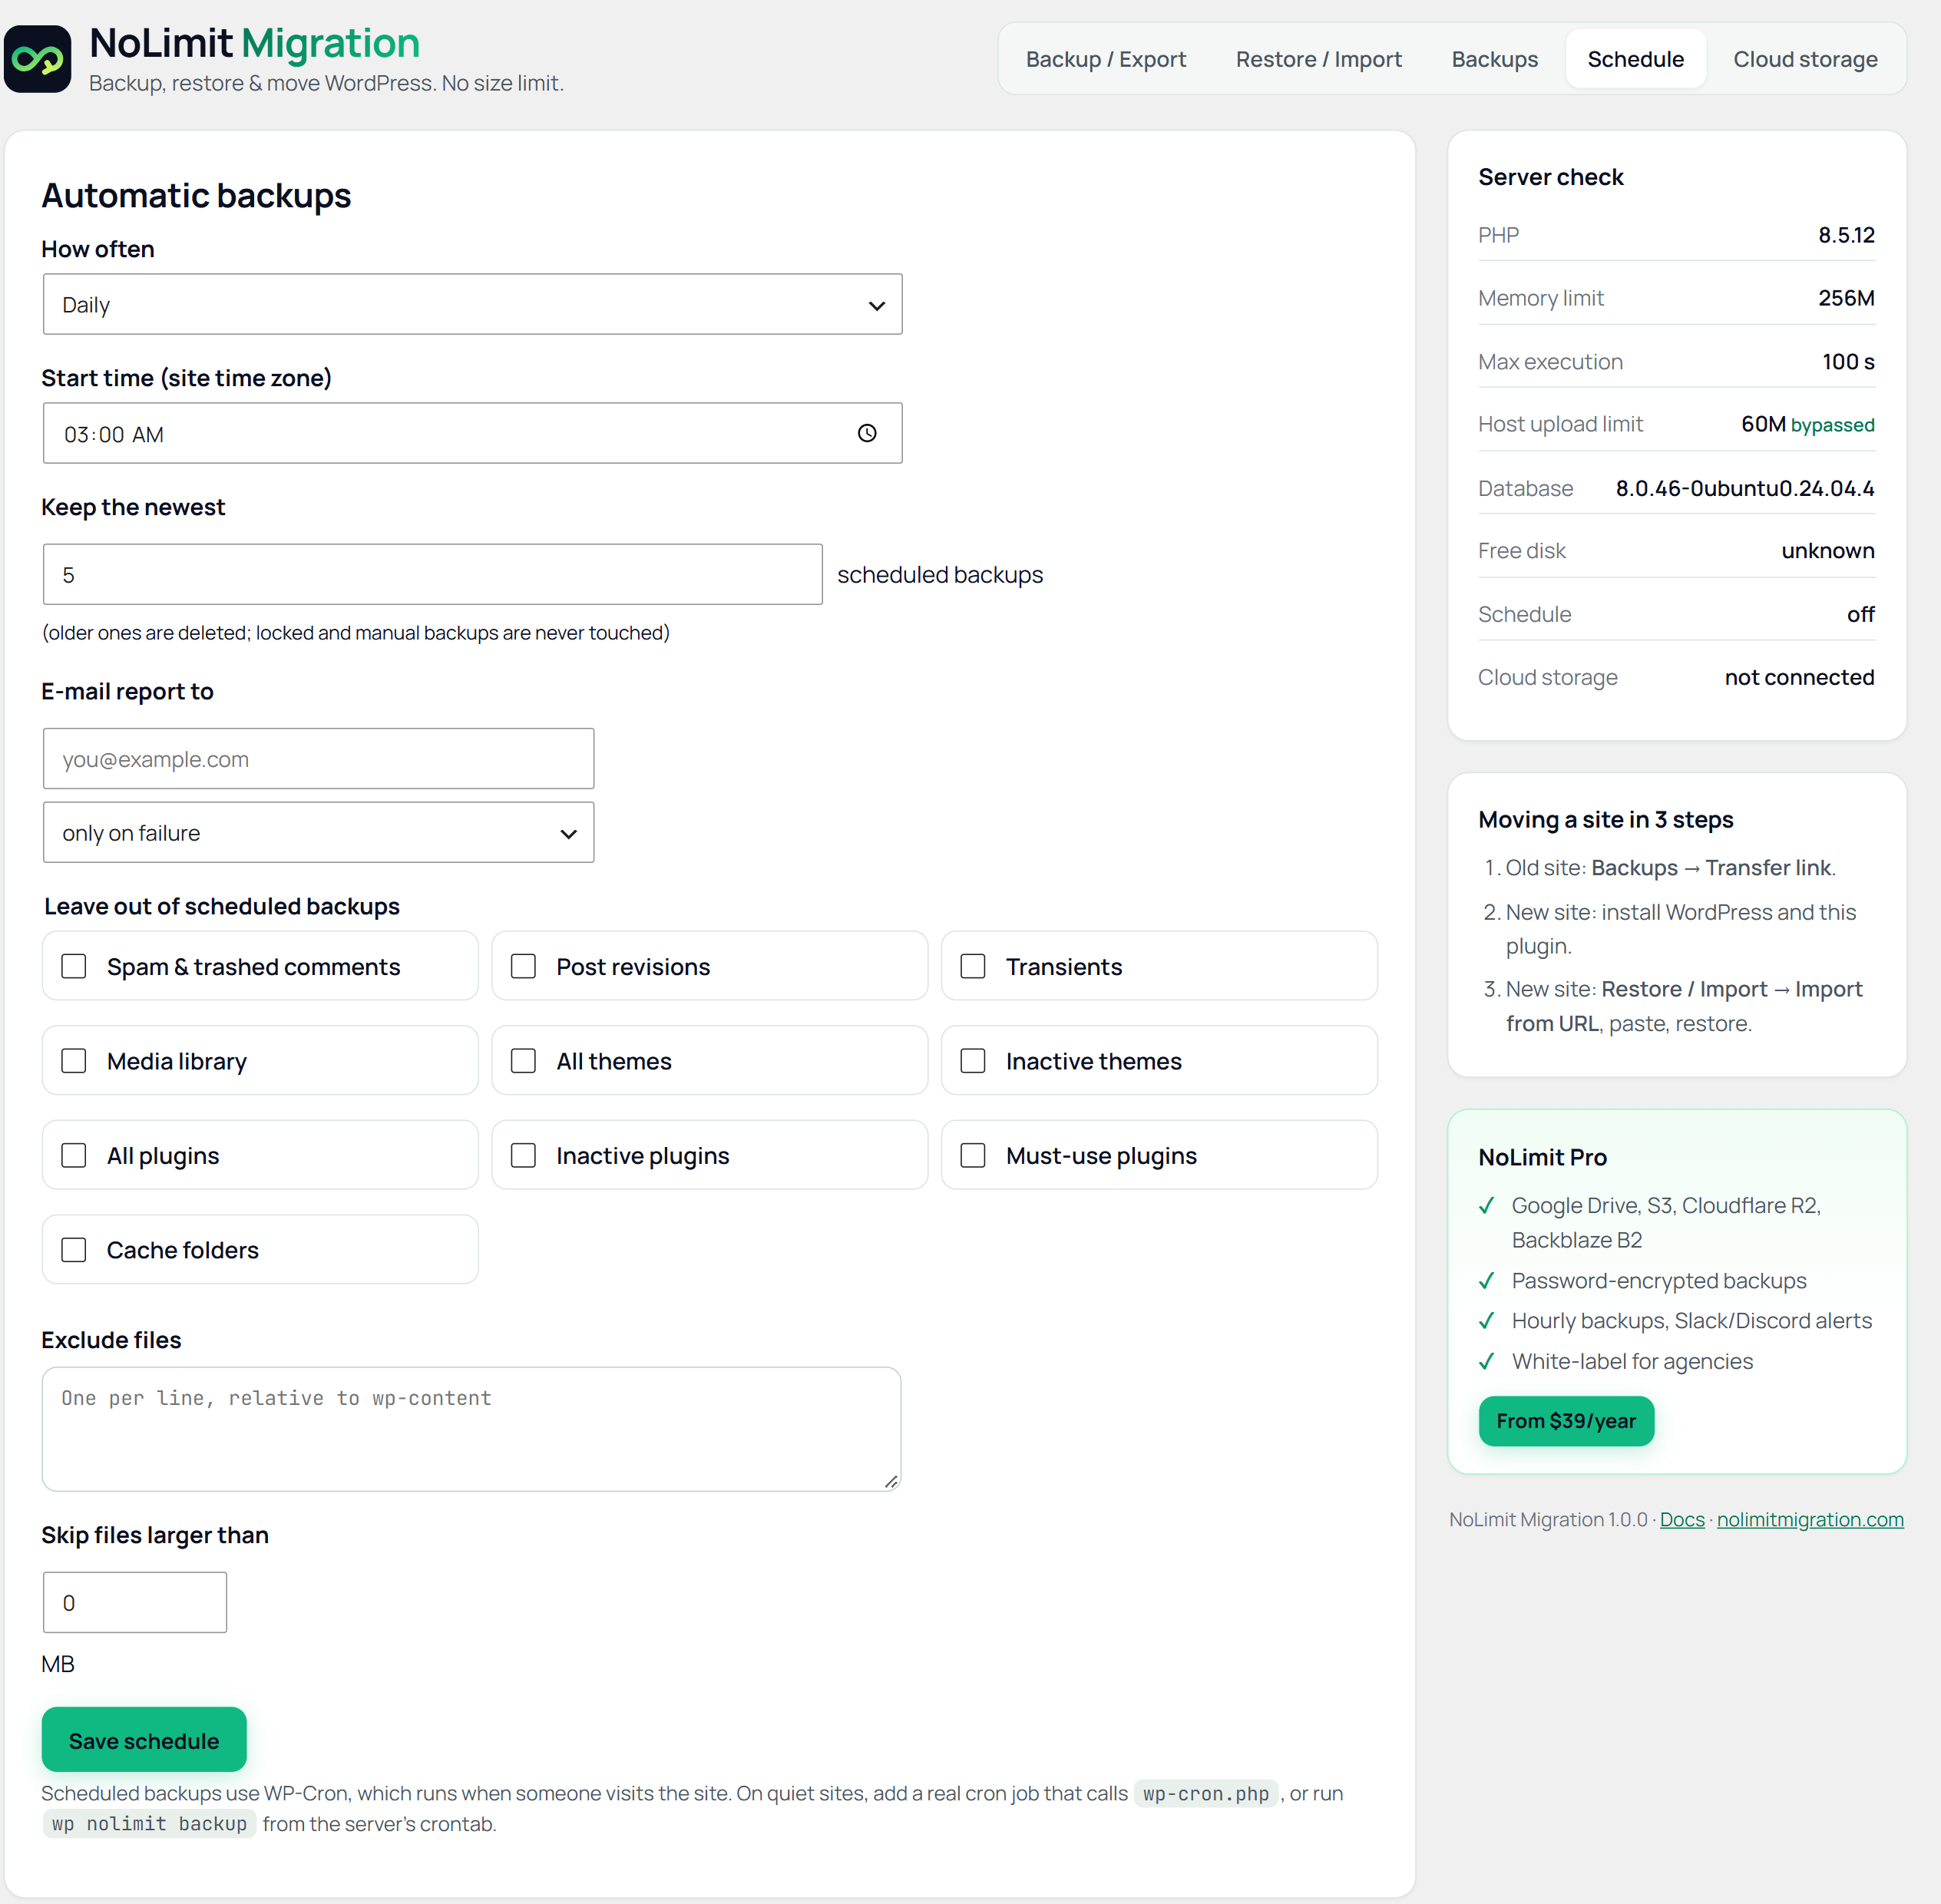 NoLimit Migration
Backup, restore & move WordPress. No size limit.
Backup / Export
Restore / Import
Backups
Schedule
Cloud storage
Automatic backups
How often
Daily
Start time (site time zone)
03:00 AM
Keep the newest
5
scheduled backups
(older ones are deleted; locked and manual backups are never touched)
E-mail report to
you@example.com
only on failure
Leave out of scheduled backups
Spam & trashed comments
Post revisions
Transients
Media library
All themes
Inactive themes
All plugins
Inactive plugins
Must-use plugins
Cache folders
Exclude files
One per line, relative to wp-content
Skip files larger than
0
MB
Save schedule
Scheduled backups use WP-Cron, which runs when someone visits the site. On quiet sites, add a real cron job that calls wp-cron.php, or run
wp nolimit backup from the server's crontab.
Server check
PHP 8.5.12
Memory limit 256M
Max execution 100 s
Host upload limit 60M bypassed
Database 8.0.46-0ubuntu0.24.04.4
Free disk unknown
Schedule off
Cloud storage not connected
Moving a site in 3 steps
1. Old site: Backups → Transfer link.
2. New site: install WordPress and this
plugin.
3. New site: Restore / Import → Import
from URL, paste, restore.
NoLimit Pro
✓ Google Drive, S3, Cloudflare R2,
Backblaze B2
✓ Password-encrypted backups
✓ Hourly backups, Slack/Discord alerts
✓ White-label for agencies
From $39/year
NoLimit Migration 1.0.0 · Docs · nolimitmigration.com